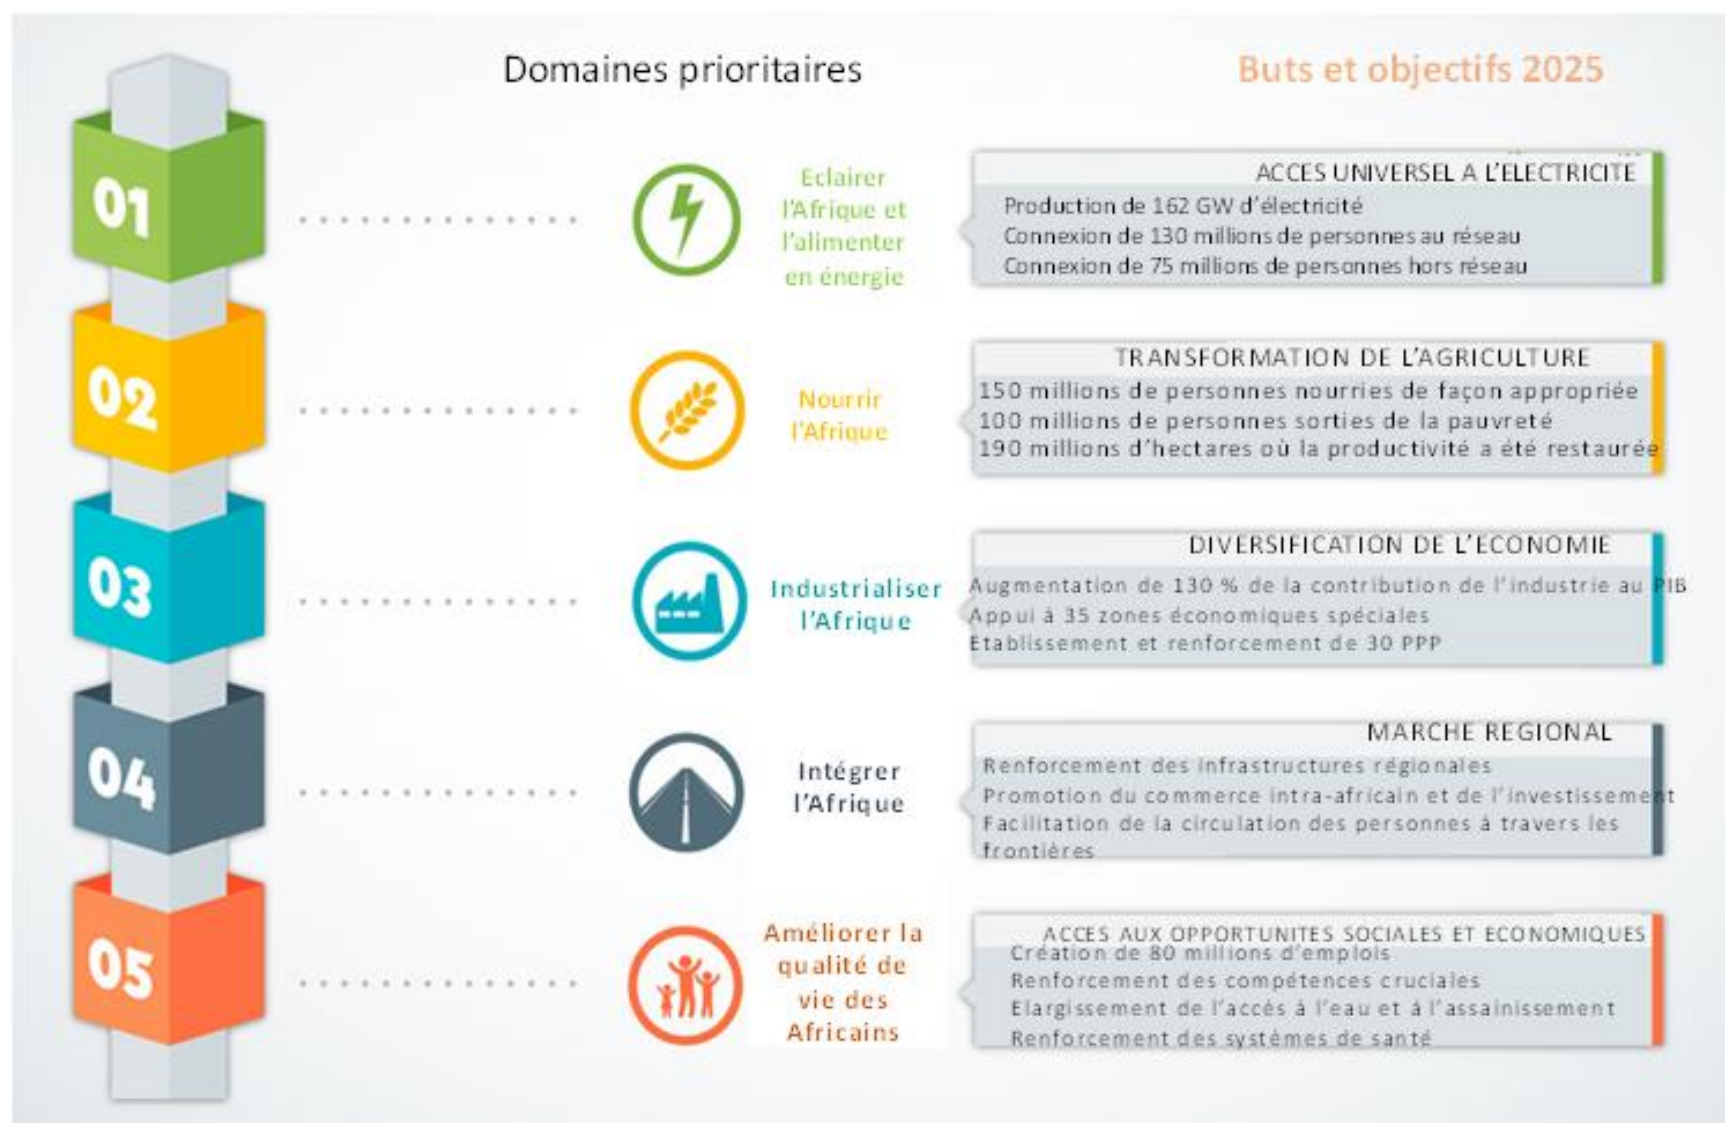 Domaines prioritaires
Buts et objectifs 2025
01
Eclairer
l'Afrique et
l'alimenter
en énergie
ACCES UNIVERSEL A L'ELECTRICITE
Production de 162 GW d'électricité
Connexion de 130 millions de personnes au réseau
Connexion de 75 millions de personnes hors réseau
02
Nourrir
l'Afrique
TRANSFORMATION DE L'AGRICULTURE
150 millions de personnes nourries de façon appropriée
100 millions de personnes sorties de la pauvreté
190 millions d'hectares où la productivité a été restaurée
03
Industrialiser
l'Afrique
DIVERSIFICATION DE L'ECONOMIE
Augmentation de 130 % de la contribution de l'industrie au PIB
Appui à 35 zones économiques spéciales
Etablissement et renforcement de 30 PPP
04
Intégrer
l'Afrique
MARCHE REGIONAL
Renforcement des infrastructures régionales
Promotion du commerce intra-africain et de l'investissement
Facilitation de la circulation des personnes à travers les
frontières
05
Améliorer la
qualité de
vie des
Africains
ACCES AUX OPPORTUNITES SOCIALES ET ECONOMIQUES
Création de 80 millions d'emplois
Renforcement des compétences cruciales
Elargissement de l'accès à l'eau et à l'assainissement
Renforcement des systèmes de santé